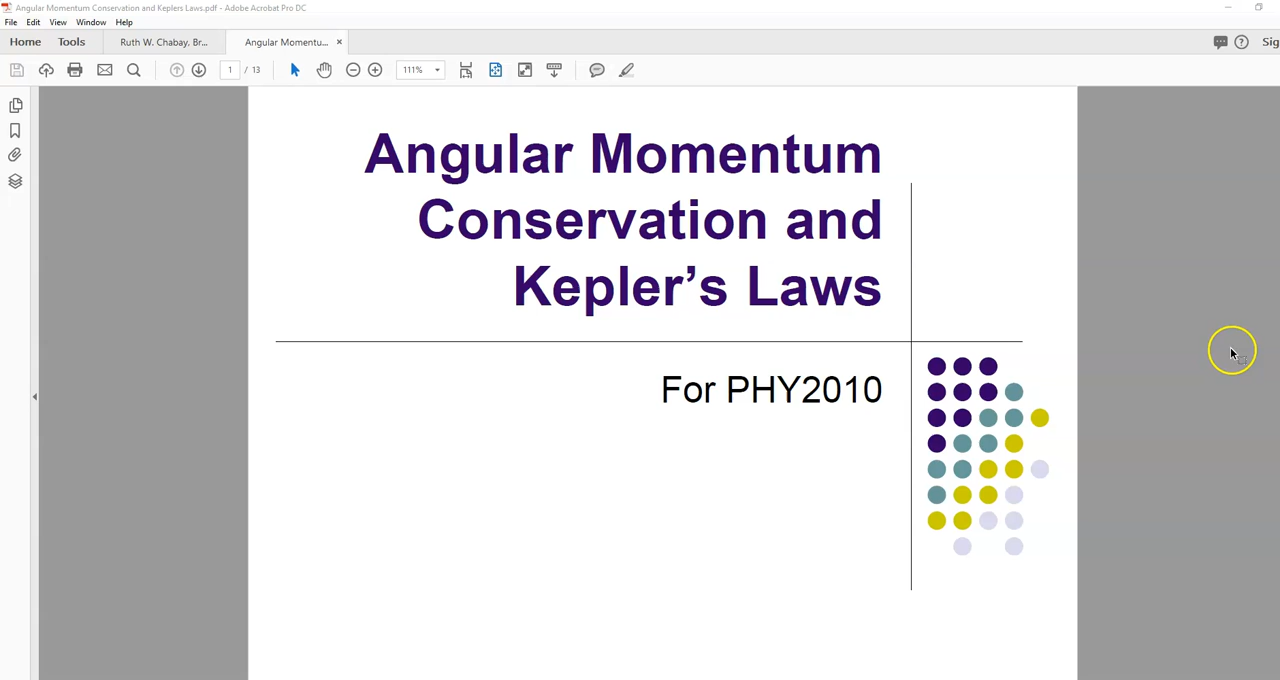 Angular Momentum Conservation and Keplers Laws.pdf - Adobe Acrobat Pro DC
File Edit View Window Help
Home Tools Ruth W. Chabay, Br... Angular Momentu... ×
Sig
1 / 13 111%
Angular Momentum
Conservation and
Kepler’s Laws
For PHY2010